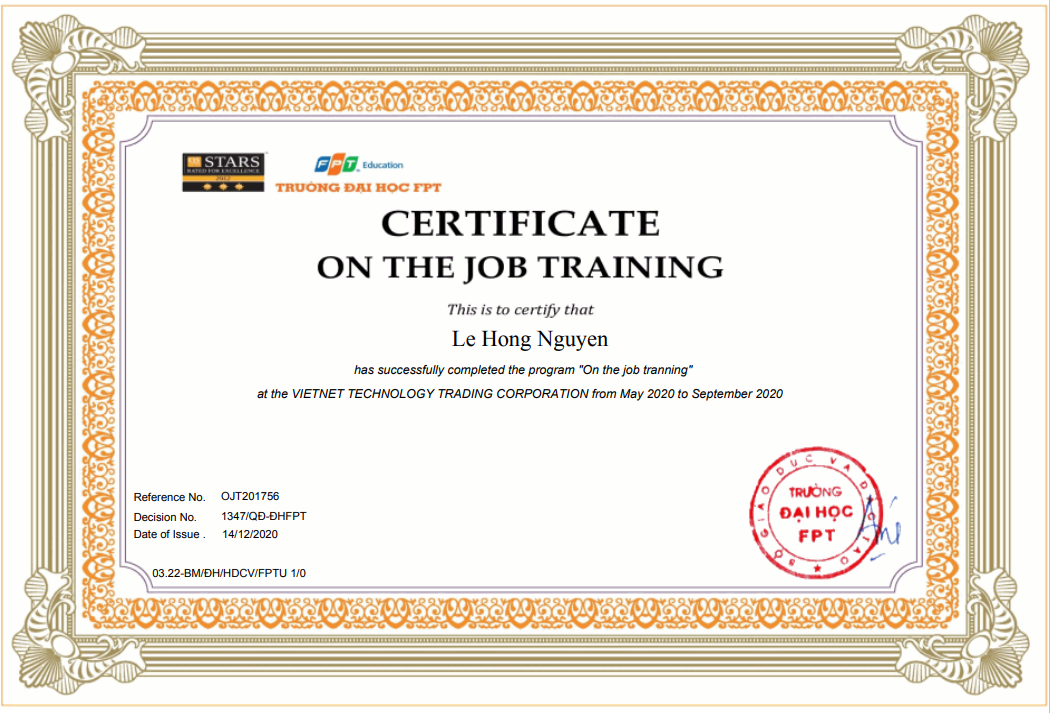 STARS
RATED FOR EXCELLENCE
2012
FPT Education
TRƯỜNG ĐẠI HỌC FPT
CERTIFICATE
ON THE JOB TRAINING
This is to certify that
Le Hong Nguyen
has successfully completed the program "On the job tranning"
at the VIETNET TECHNOLOGY TRADING CORPORATION from May 2020 to September 2020
Reference No. OJT201756
Decision No. 1347/QĐ-ĐHFPT
Date of Issue . 14/12/2020
03.22-BM/ĐH/HDCV/FPTU 1/0
BỘ GIÁO DỤC VÀ ĐÀO TẠO
TRƯỜNG
ĐẠI HỌC
FPT